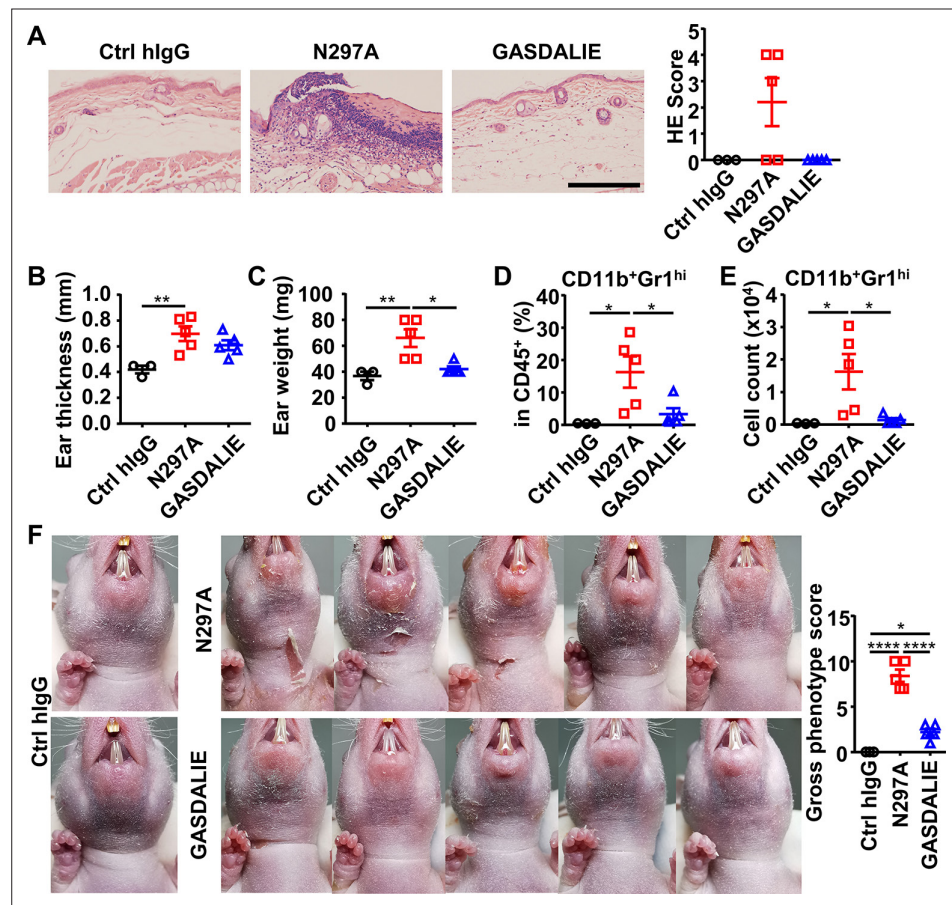 A
Ctrl hIgG
N297A
GASDALIE
HE Score
5
4
3
2
1
0
Ctrl hIgG
N297A
GASDALIE
B
Ear thickness (mm)
1.0
0.8
0.6
0.4
0.2
0.0
**
Ctrl hIgG
N297A
GASDALIE
C
Ear weight (mg)
100
80
60
40
20
0
** *
Ctrl hIgG
N297A
GASDALIE
D
CD11b⁺Gr1ʰⁱ
in CD45⁺ (%)
40
30
20
10
0
* *
Ctrl hIgG
N297A
GASDALIE
E
CD11b⁺Gr1ʰⁱ
Cell count (x10⁴)
4
3
2
1
0
* *
Ctrl hIgG
N297A
GASDALIE
F
Ctrl hIgG
N297A
GASDALIE
Gross phenotype score
15
10
5
0
*
**** ****
Ctrl hIgG
N297A
GASDALIE